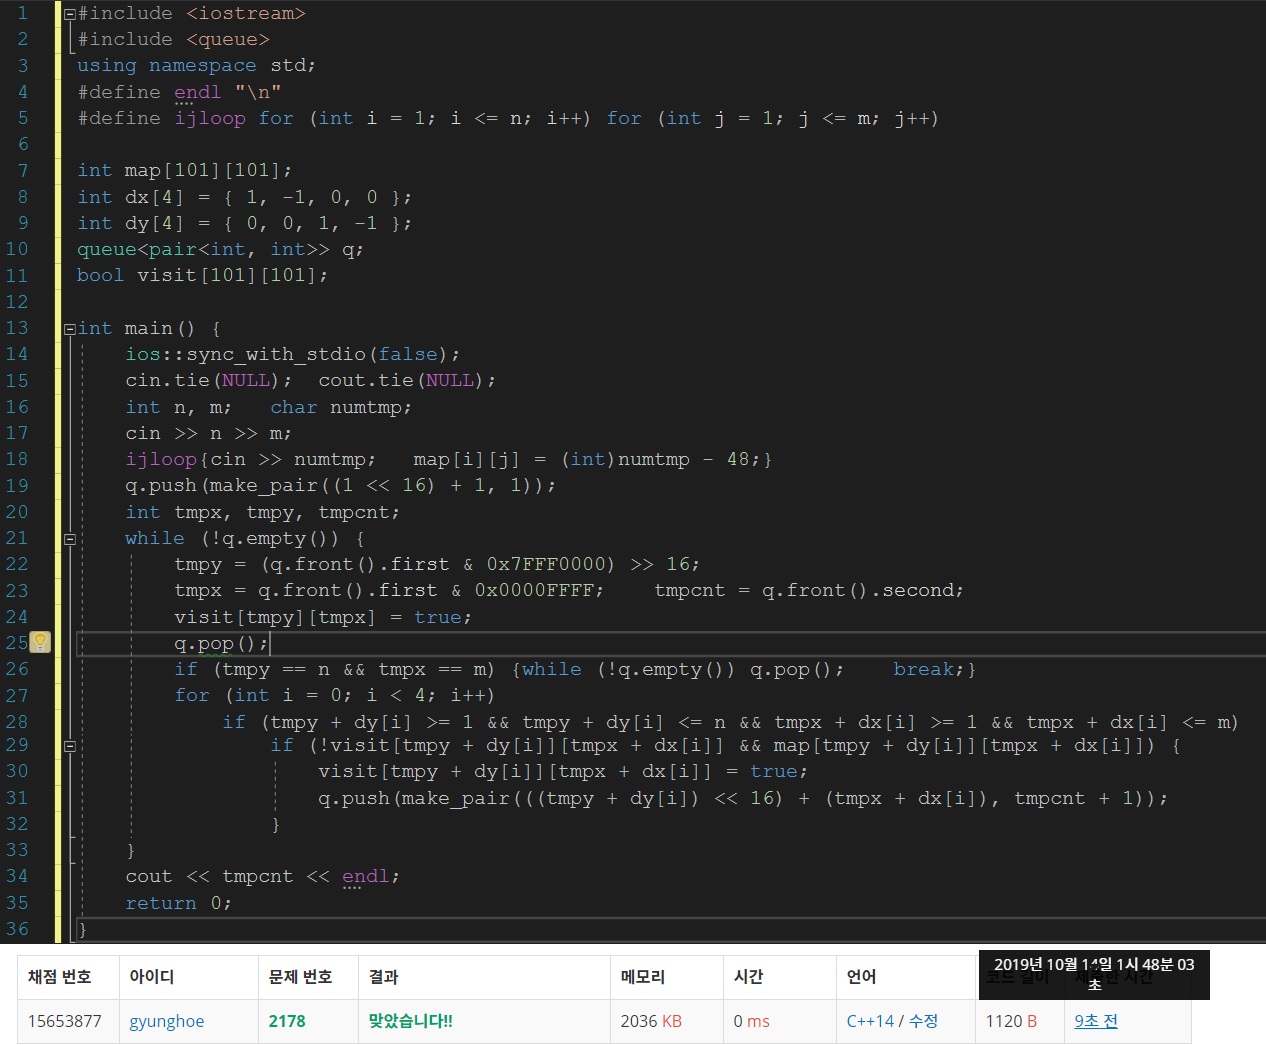 1 #include <iostream>
2 #include <queue>
3 using namespace std;
4 #define endl "\n"
5 #define ijloop for (int i = 1; i <= n; i++) for (int j = 1; j <= m; j++)
6
7 int map[101][101];
8 int dx[4] = { 1, -1, 0, 0 };
9 int dy[4] = { 0, 0, 1, -1 };
10 queue<pair<int, int>> q;
11 bool visit[101][101];
12
13 int main() {
14 ios::sync_with_stdio(false);
15 cin.tie(NULL); cout.tie(NULL);
16 int n, m; char numtmp;
17 cin >> n >> m;
18 ijloop{cin >> numtmp; map[i][j] = (int)numtmp - 48;}
19 q.push(make_pair((1 << 16) + 1, 1));
20 int tmpx, tmpy, tmpcnt;
21 while (!q.empty()) {
22 tmpy = (q.front().first & 0x7FFF0000) >> 16;
23 tmpx = q.front().first & 0x0000FFFF; tmpcnt = q.front().second;
24 visit[tmpy][tmpx] = true;
25 q.pop();
26 if (tmpy == n && tmpx == m) {while (!q.empty()) q.pop(); break;}
27 for (int i = 0; i < 4; i++)
28 if (tmpy + dy[i] >= 1 && tmpy + dy[i] <= n && tmpx + dx[i] >= 1 && tmpx + dx[i] <= m)
29 if (!visit[tmpy + dy[i]][tmpx + dx[i]] && map[tmpy + dy[i]][tmpx + dx[i]]) {
30 visit[tmpy + dy[i]][tmpx + dx[i]] = true;
31 q.push(make_pair(((tmpy + dy[i]) << 16) + (tmpx + dx[i]), tmpcnt + 1));
32 }
33 }
34 cout << tmpcnt << endl;
35 return 0;
36 }
2019년 10월 14일 1시 48분 03
초
채점 번호 아이디 문제 번호 결과 메모리 시간 언어 코드 길이 제출한 시간
15653877 gyunghoe 2178 맞았습니다!! 2036 KB 0 ms C++14 / 수정 1120 B 9초 전